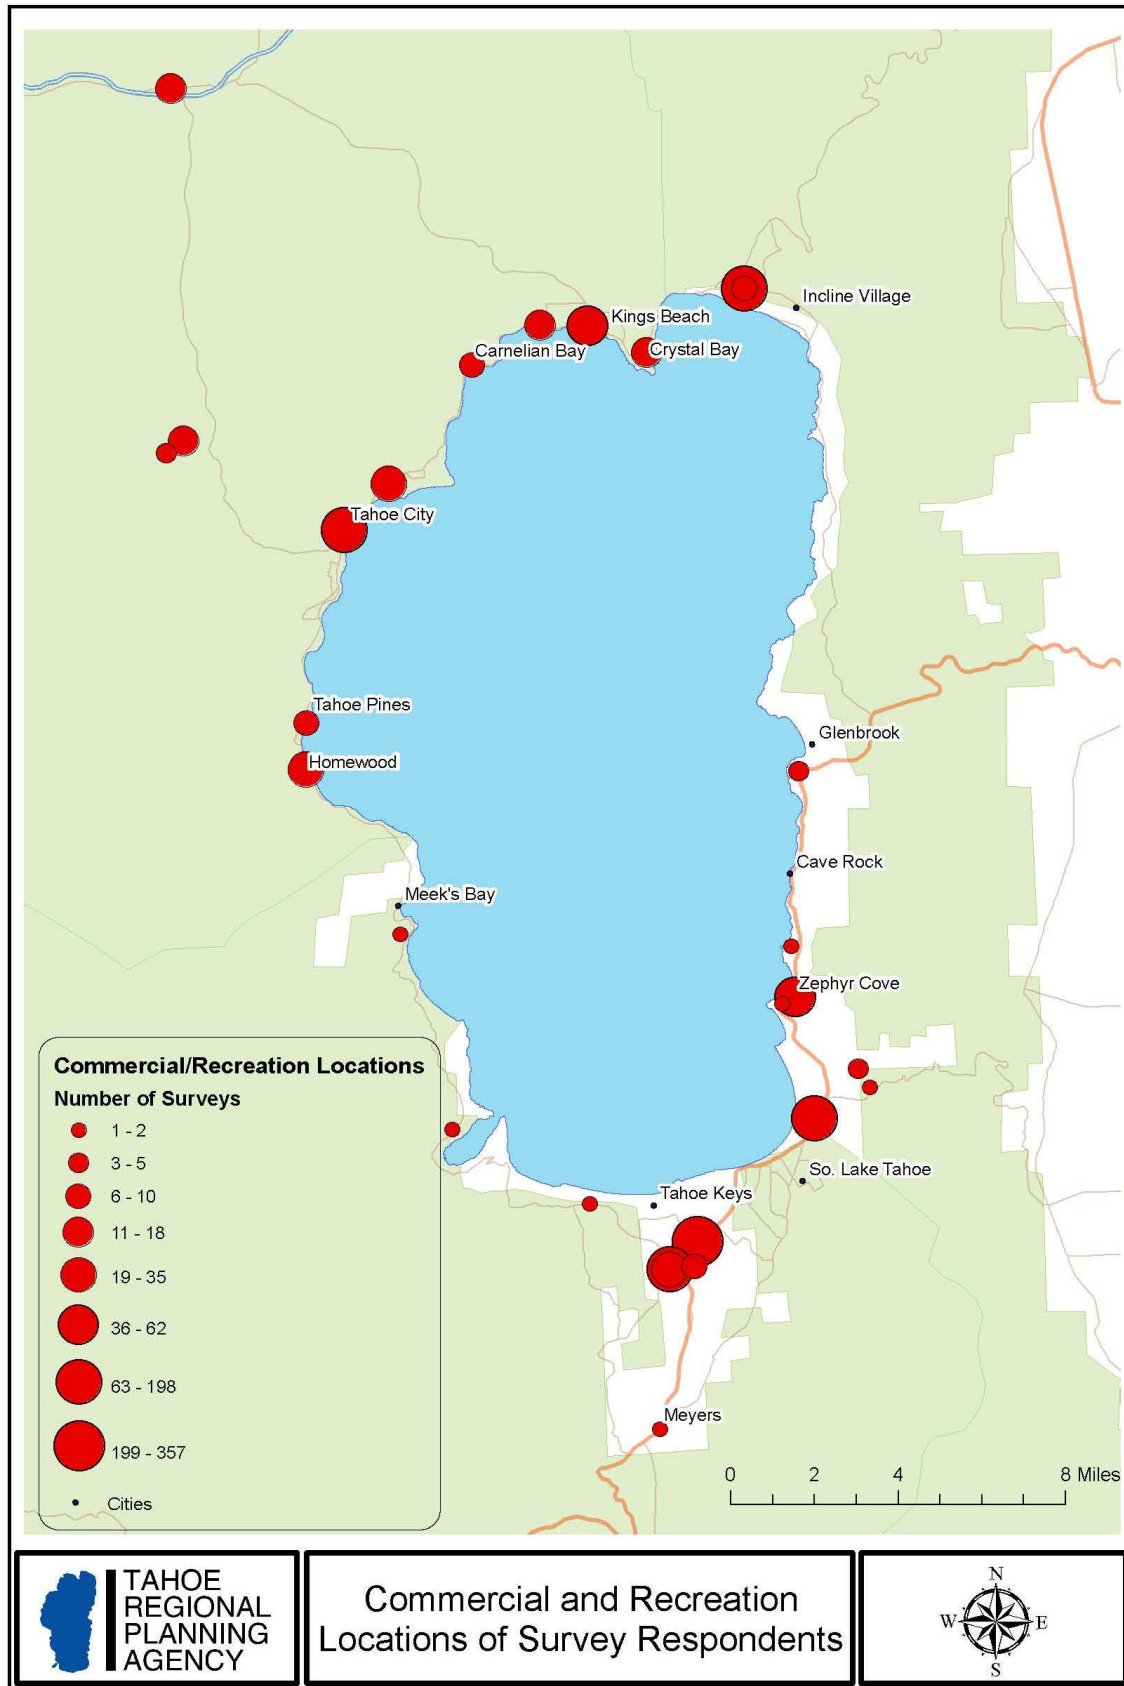 Incline Village
Kings Beach
Crystal Bay
Carnelian Bay
Tahoe City
Tahoe Pines
Glenbrook
Homewood
Cave Rock
Meek's Bay
Zephyr Cove
So. Lake Tahoe
Tahoe Keys
Meyers
Commercial/Recreation Locations
Number of Surveys
1 - 2
3 - 5
6 - 10
11 - 18
19 - 35
36 - 62
63 - 198
199 - 357
Cities
0 2 4 8 Miles
TAHOE
REGIONAL
PLANNING
AGENCY
Commercial and Recreation
Locations of Survey Respondents
N
W E
S